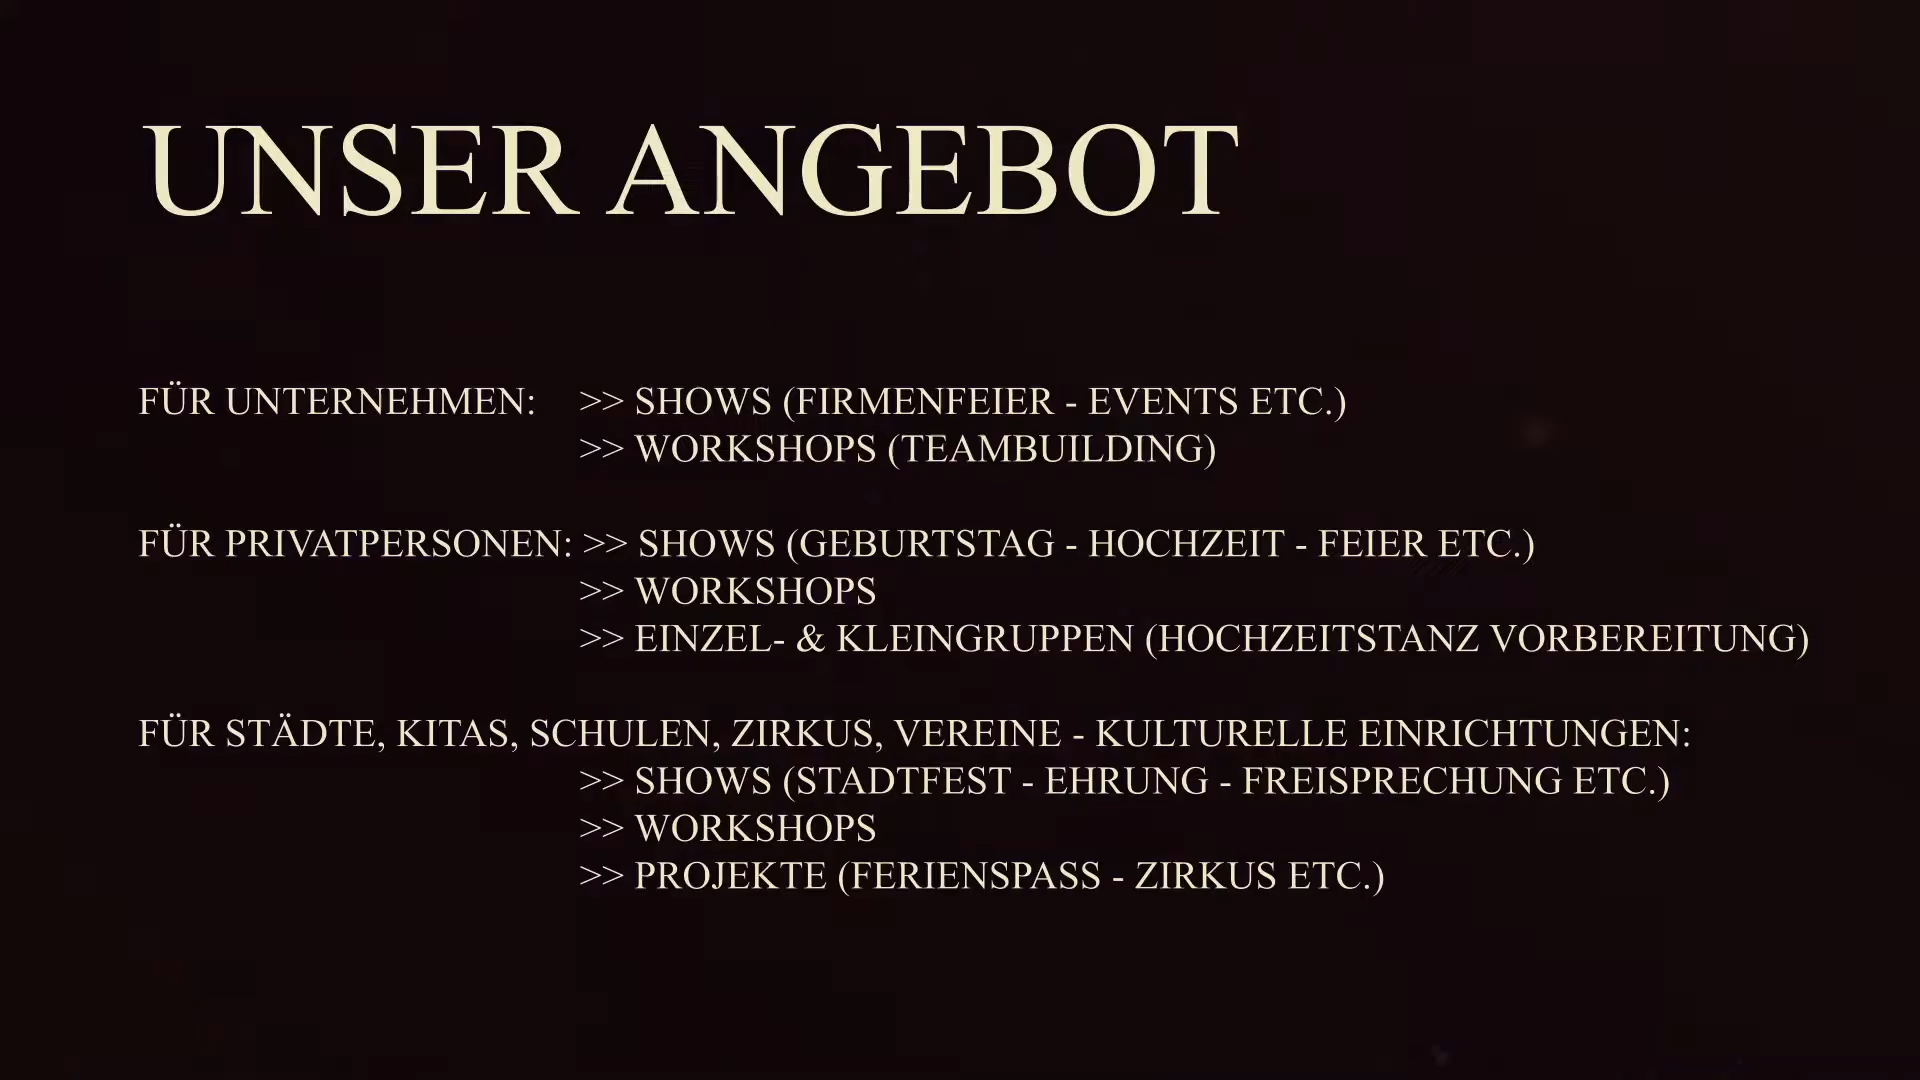 UNSER ANGEBOT
FÜR UNTERNEHMEN: >> SHOWS (FIRMENFEIER - EVENTS ETC.)
>> WORKSHOPS (TEAMBUILDING)
FÜR PRIVATPERSONEN: >> SHOWS (GEBURTSTAG - HOCHZEIT - FEIER ETC.)
>> WORKSHOPS
>> EINZEL- & KLEINGRUPPEN (HOCHZEITSTANZ VORBEREITUNG)
FÜR STÄDTE, KITAS, SCHULEN, ZIRKUS, VEREINE - KULTURELLE EINRICHTUNGEN:
>> SHOWS (STADTFEST - EHRUNG - FREISPRECHUNG ETC.)
>> WORKSHOPS
>> PROJEKTE (FERIENSPASS - ZIRKUS ETC.)